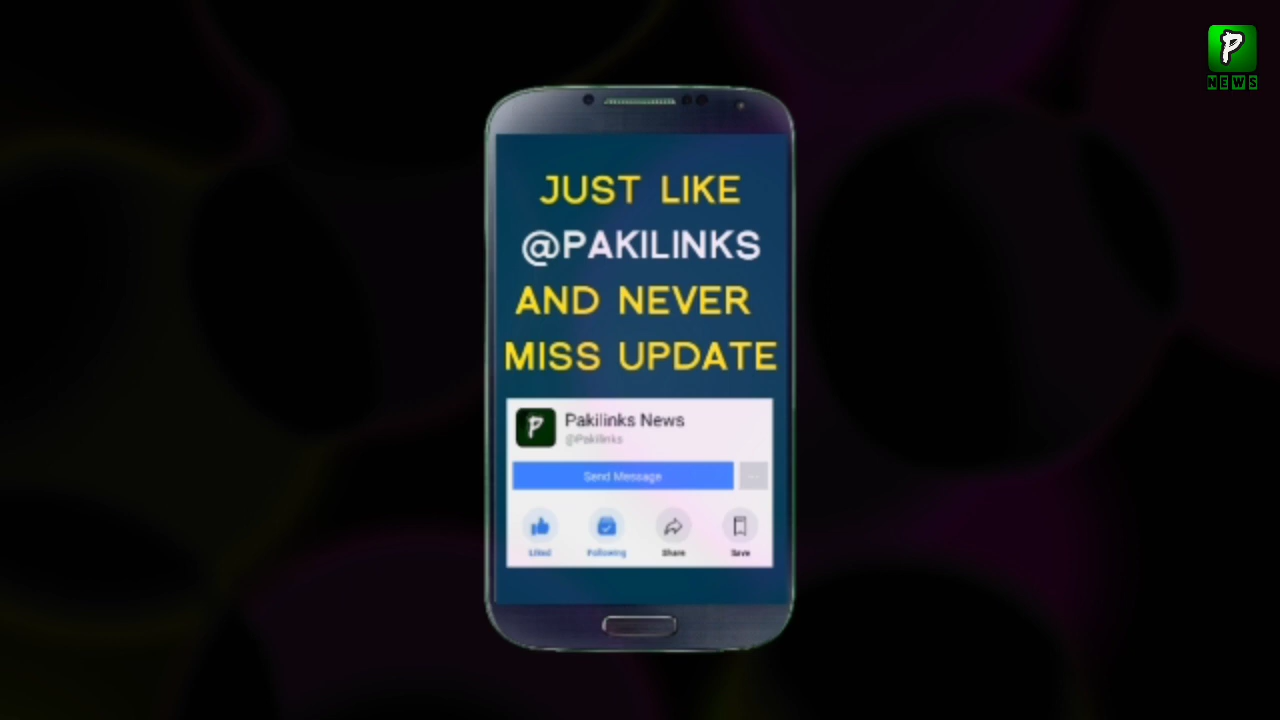 P
NEWS
JUST LIKE
@PAKILINKS
AND NEVER
MISS UPDATE
P
Pakilinks News
@Pakilinks
Send Message
...
Liked Following Share Save